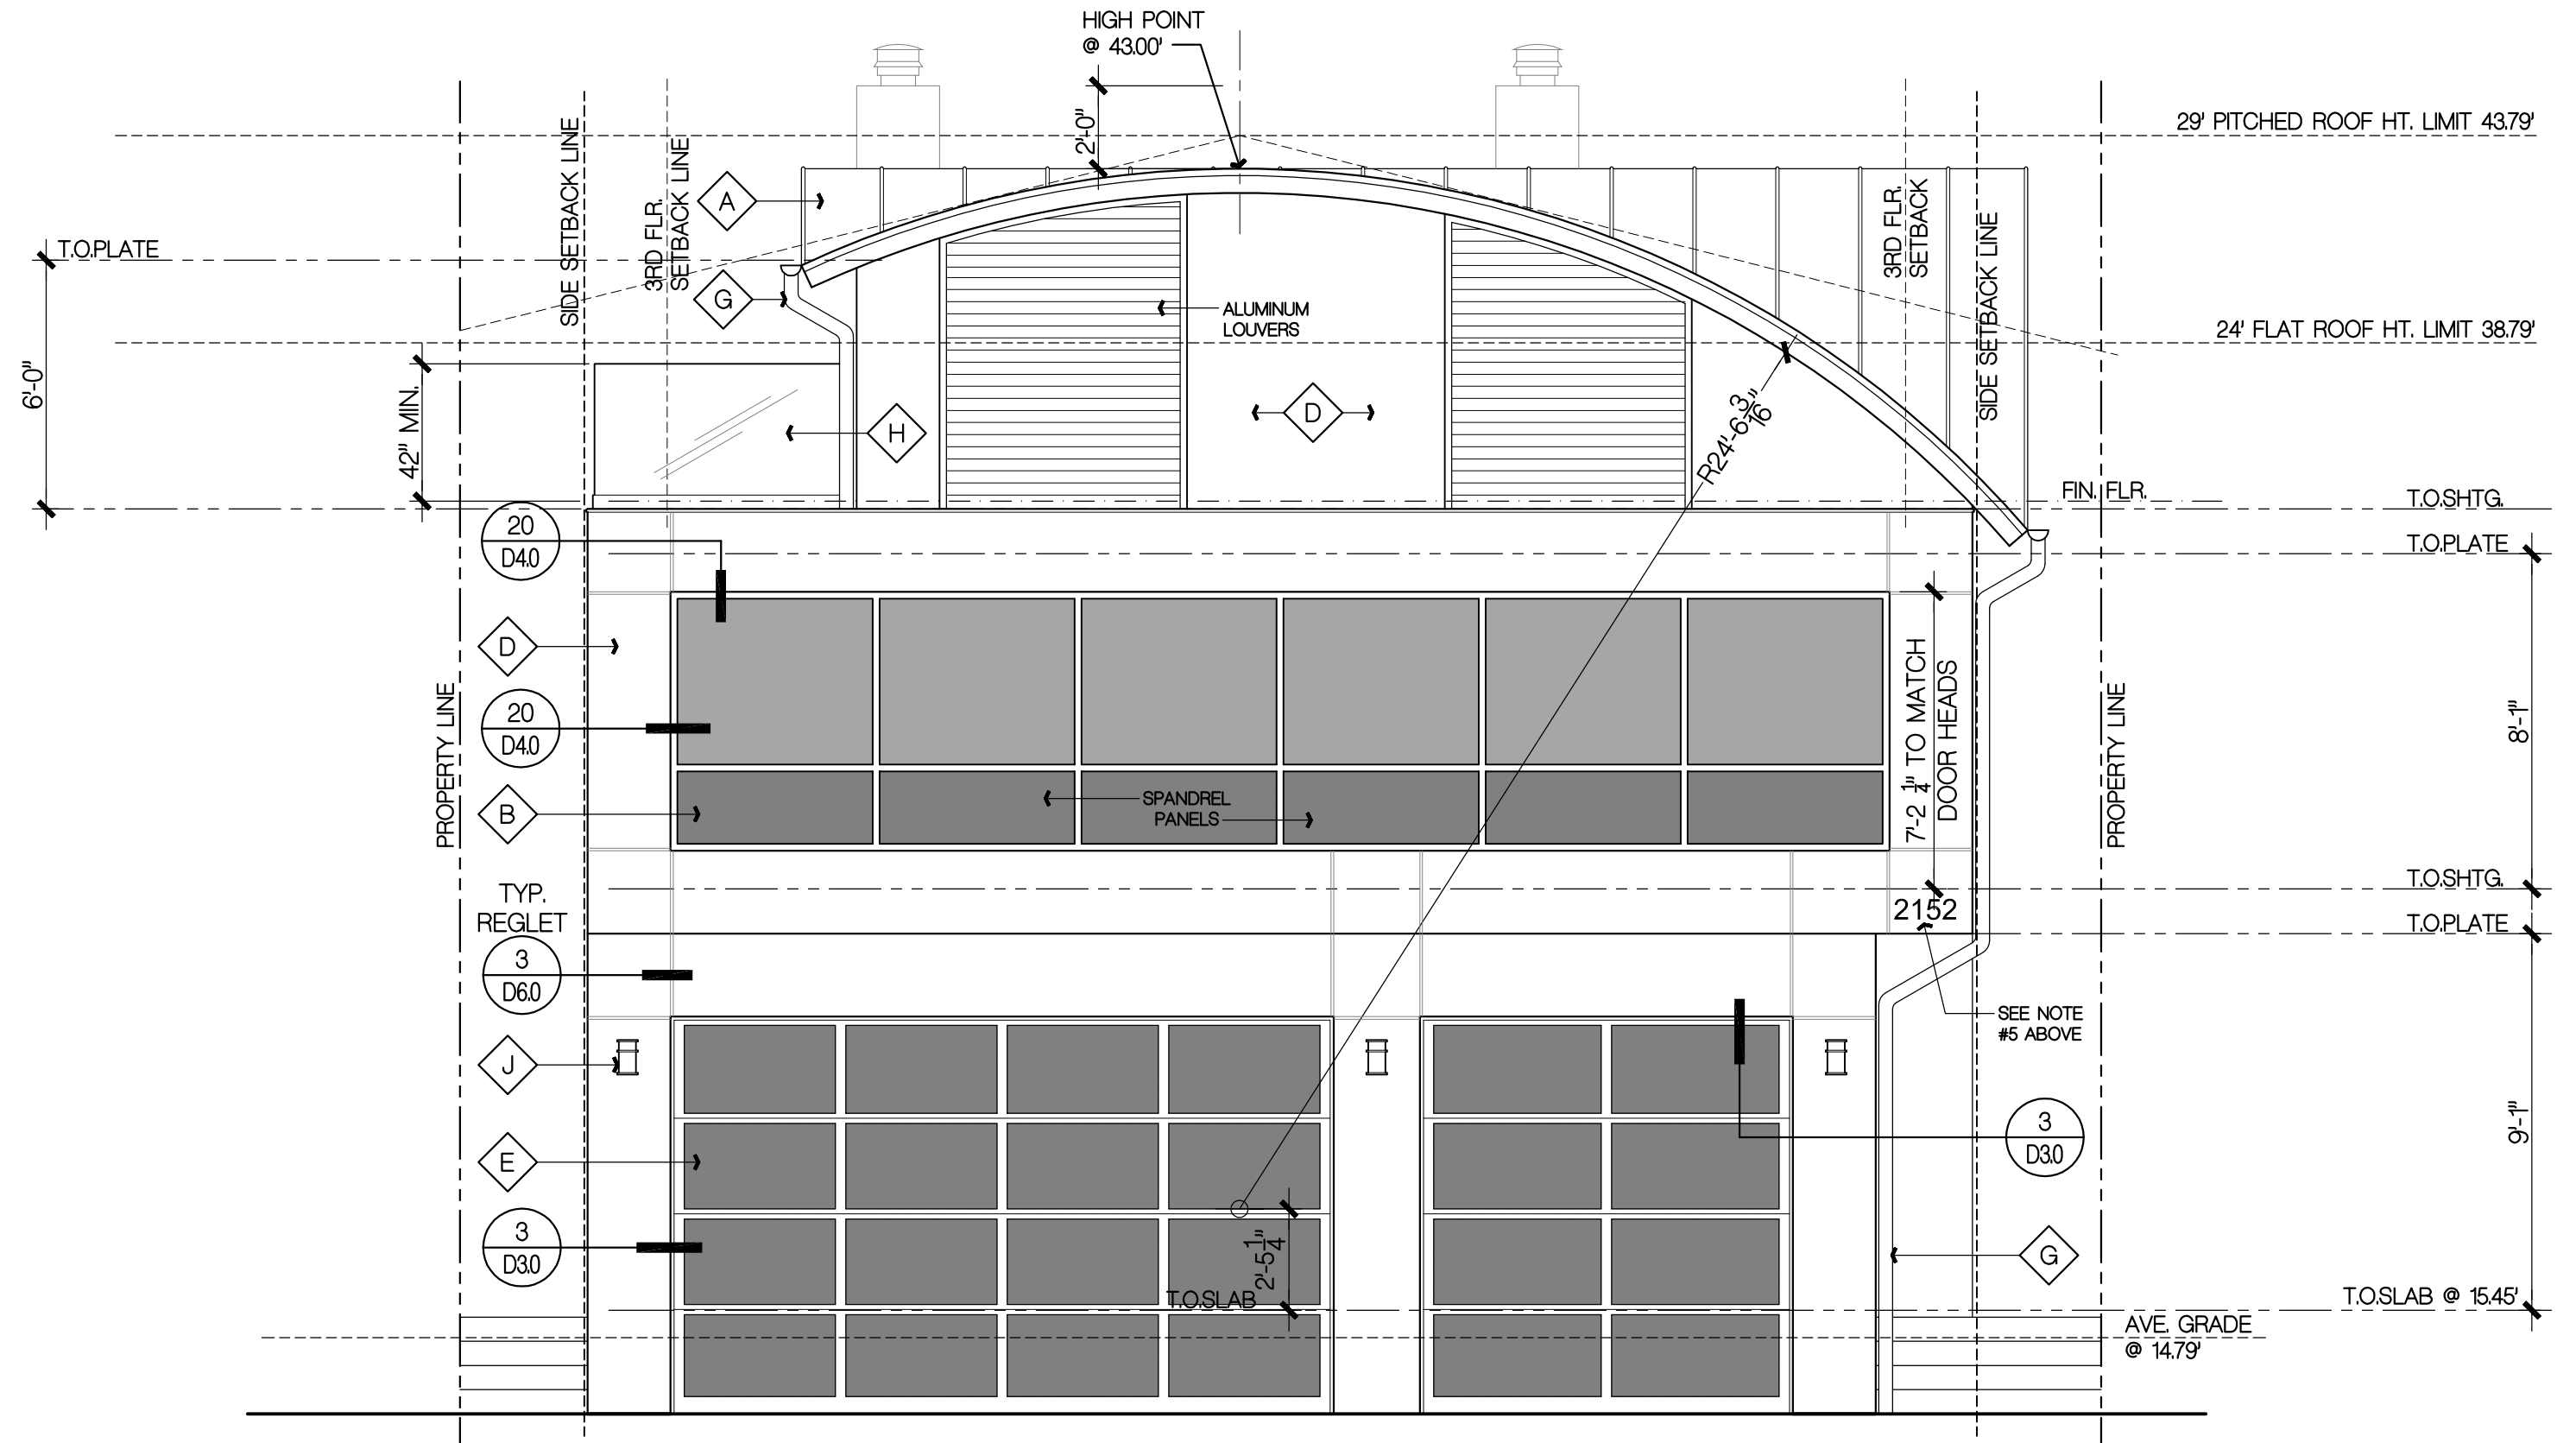 HIGH POINT
@ 43.00'
2'-0"
29' PITCHED ROOF HT. LIMIT 43.79'
SIDE SETBACK LINE
3RD FLR.
SETBACK LINE
A
3RD FLR.
SETBACK
SIDE SETBACK LINE
T.O.PLATE
G
ALUMINUM
LOUVERS
24' FLAT ROOF HT. LIMIT 38.79'
6'-0"
42" MIN.
H
D
R24'-6 3/16"
FIN. FLR.
T.O.SHTG.
20
D4.0
T.O.PLATE
D
20
D4.0
PROPERTY LINE
7'-2 1/4" TO MATCH
DOOR HEADS
PROPERTY LINE
8'-1"
B
SPANDREL
PANELS
T.O.SHTG.
TYP.
REGLET
2152
T.O.PLATE
3
D6.0
SEE NOTE
#5 ABOVE
J
3
D3.0
9'-1"
E
3
D3.0
2'-5 1/4"
G
T.O.SLAB
T.O.SLAB @ 15.45'
AVE. GRADE
@ 14.79'